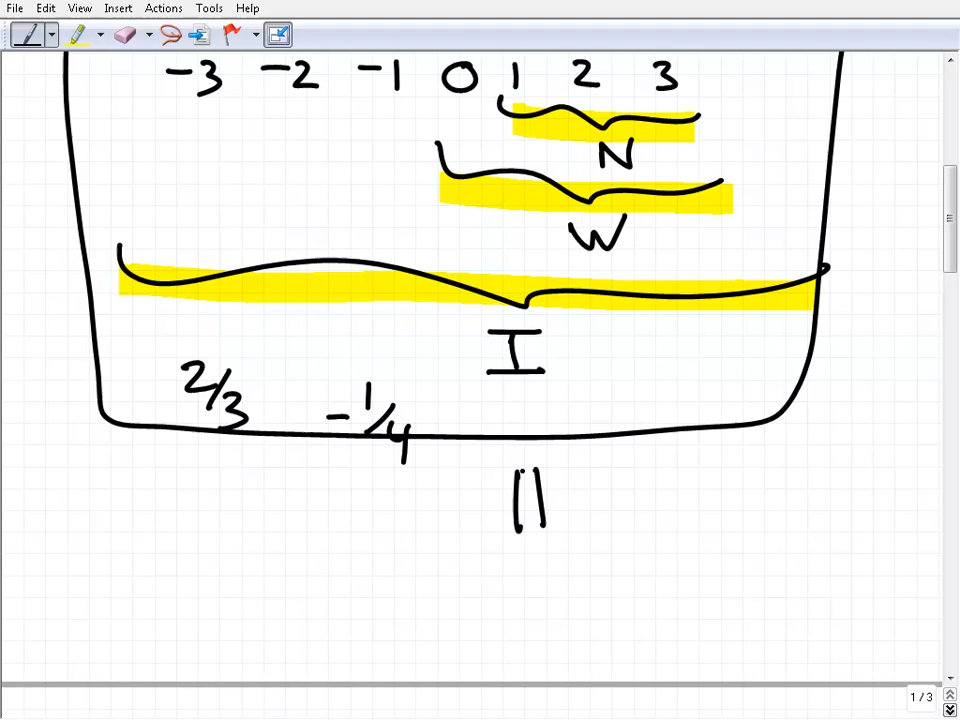 File Edit View Insert Actions Tools Help
-3 -2 -1 0 1 2 3
N
W
I
2/3 -1/4
1/3